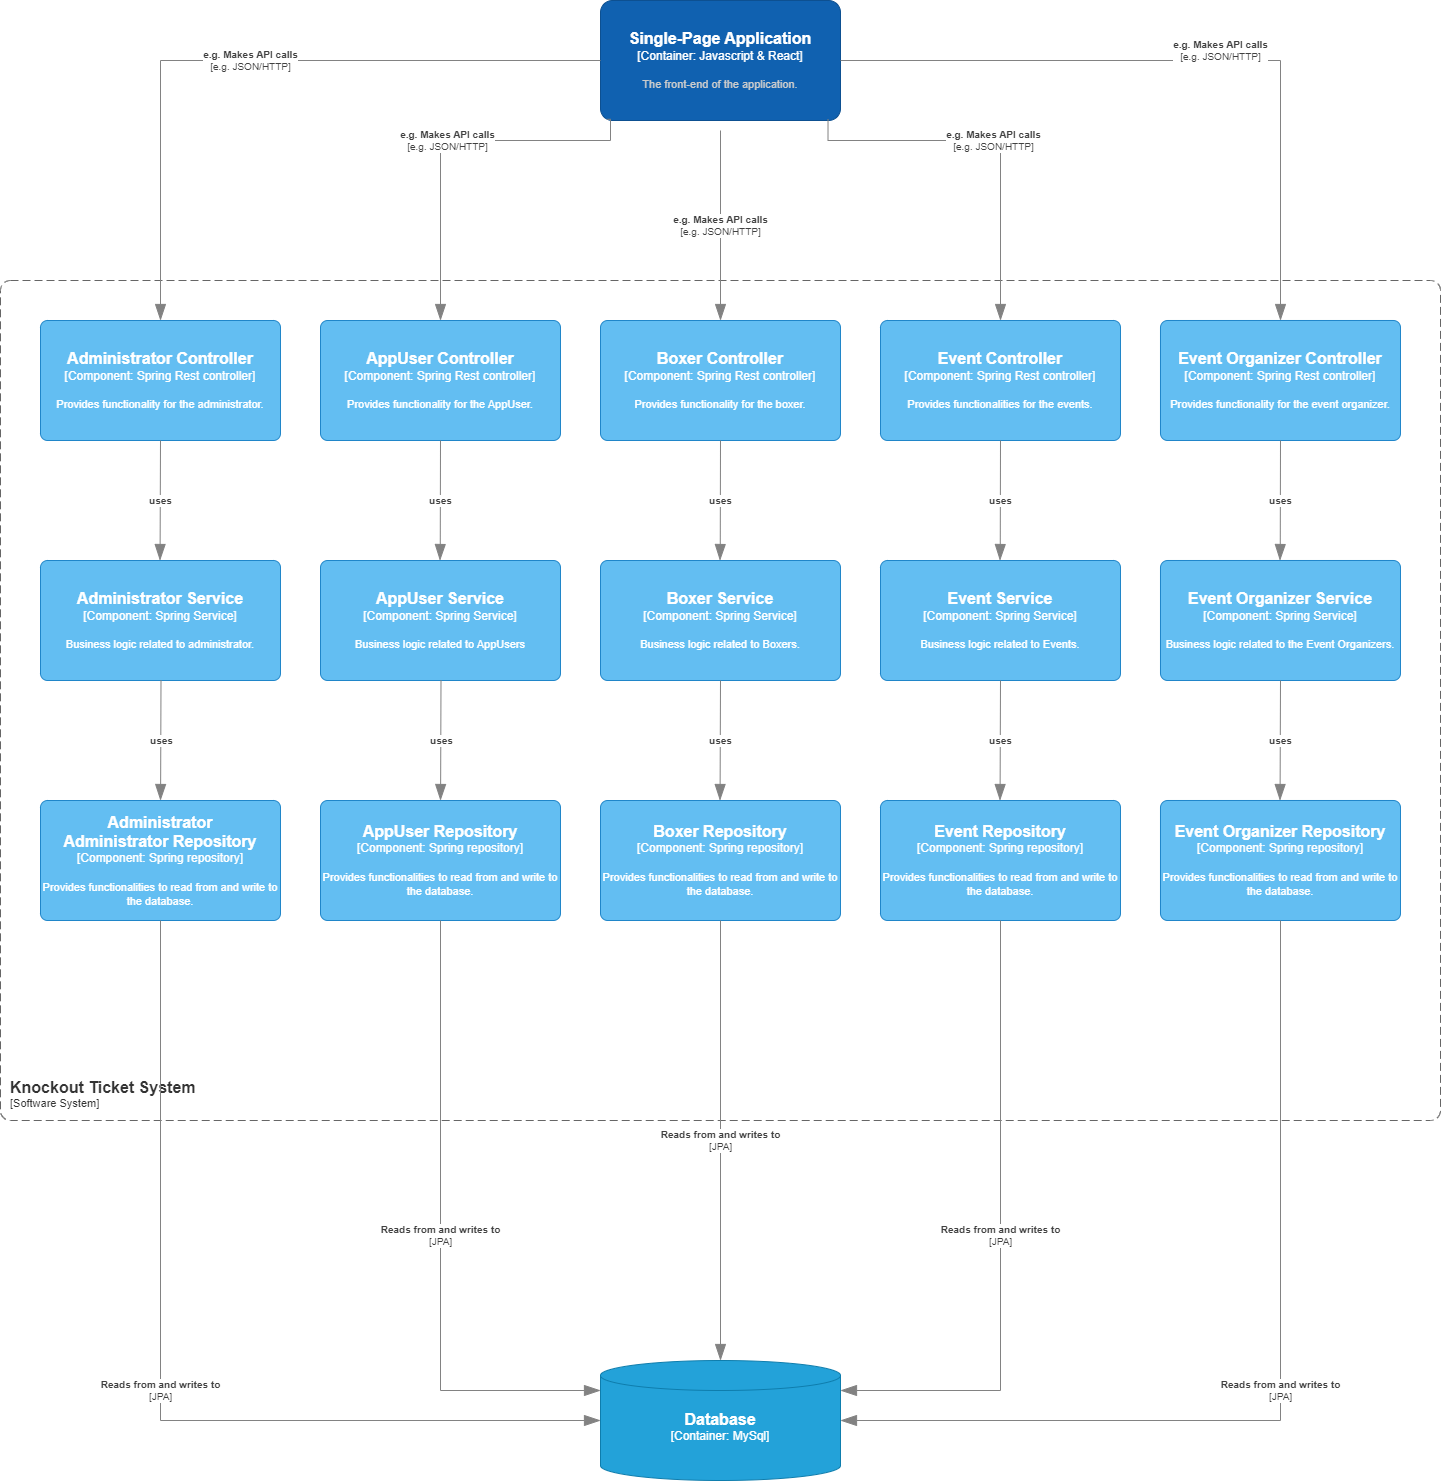 Single-Page Application
[Container: Javascript & React]
The front-end of the application.
e.g. Makes API calls
[e.g. JSON/HTTP]
e.g. Makes API calls
[e.g. JSON/HTTP]
e.g. Makes API calls
[e.g. JSON/HTTP]
e.g. Makes API calls
[e.g. JSON/HTTP]
e.g. Makes API calls
[e.g. JSON/HTTP]
Administrator Controller
[Component: Spring Rest controller]
Provides functionality for the administrator.
AppUser Controller
[Component: Spring Rest controller]
Provides functionality for the AppUser.
Boxer Controller
[Component: Spring Rest controller]
Provides functionality for the boxer.
Event Controller
[Component: Spring Rest controller]
Provides functionalities for the events.
Event Organizer Controller
[Component: Spring Rest controller]
Provides functionality for the event organizer.
uses
uses
uses
uses
uses
Administrator Service
[Component: Spring Service]
Business logic related to administrator.
AppUser Service
[Component: Spring Service]
Business logic related to AppUsers
Boxer Service
[Component: Spring Service]
Business logic related to Boxers.
Event Service
[Component: Spring Service]
Business logic related to Events.
Event Organizer Service
[Component: Spring Service]
Business logic related to the Event Organizers.
uses
uses
uses
uses
uses
Administrator
Administrator Repository
[Component: Spring repository]
Provides functionalities to read from and write to
the database.
AppUser Repository
[Component: Spring repository]
Provides functionalities to read from and write to
the database.
Boxer Repository
[Component: Spring repository]
Provides functionalities to read from and write to
the database.
Event Repository
[Component: Spring repository]
Provides functionalities to read from and write to
the database.
Event Organizer Repository
[Component: Spring repository]
Provides functionalities to read from and write to
the database.
Knockout Ticket System
[Software System]
Reads from and writes to
[JPA]
Reads from and writes to
[JPA]
Reads from and writes to
[JPA]
Reads from and writes to
[JPA]
Reads from and writes to
[JPA]
Database
[Container: MySql]